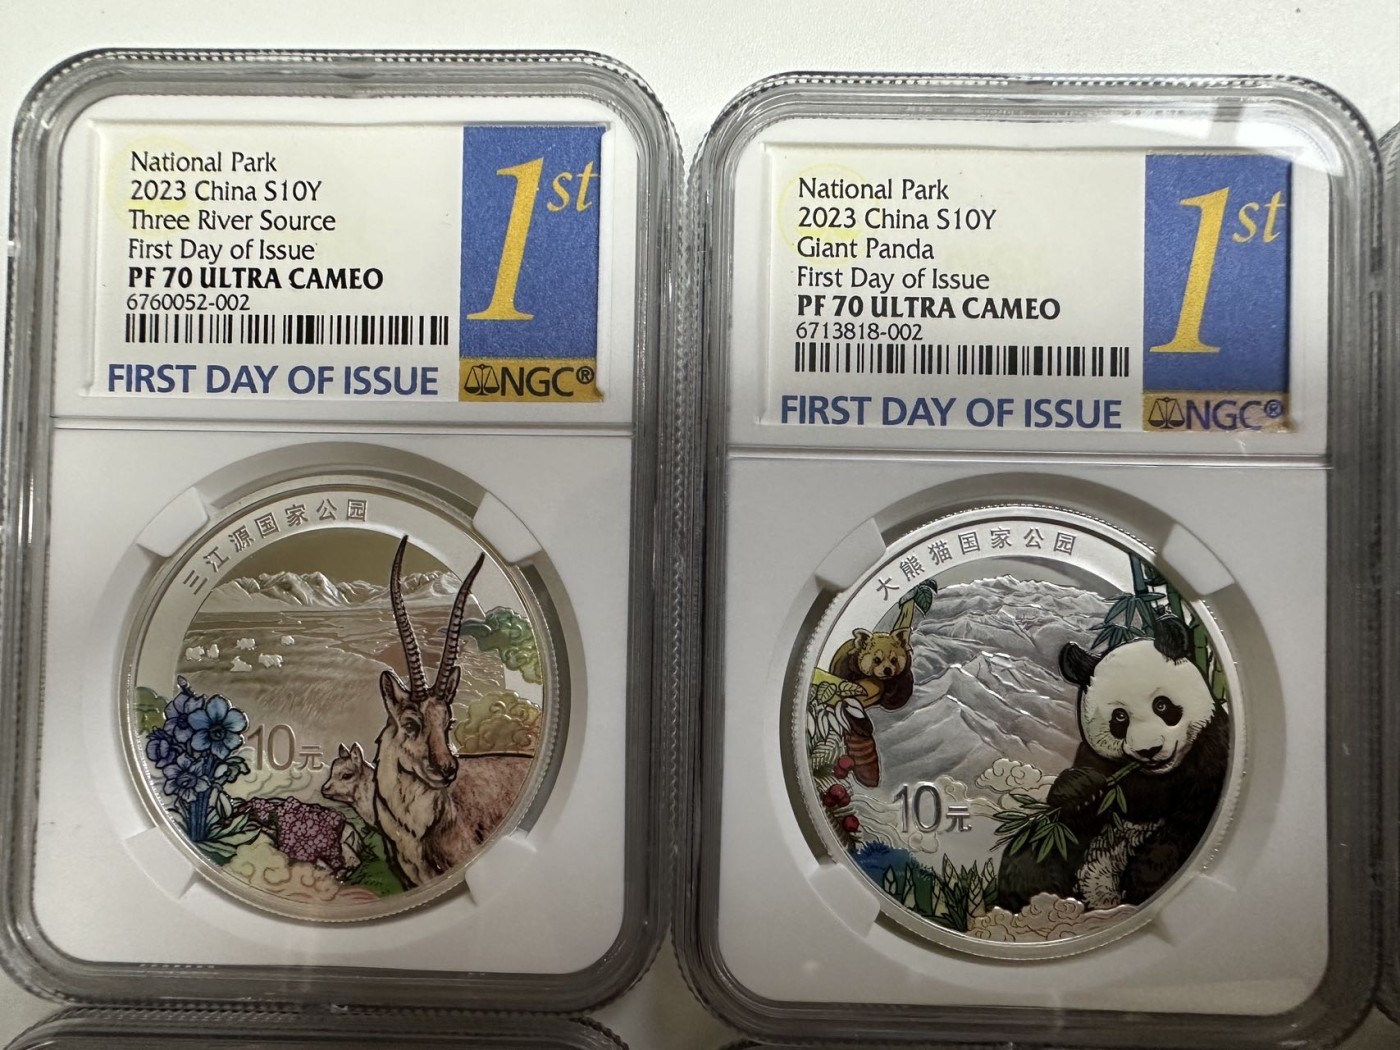 National Park
2023 China S10Y
Three River Source
First Day of Issue
PF 70 ULTRA CAMEO
6760052-002
FIRST DAY OF ISSUE
1st
NGC®
三江源国家公园
10元
National Park
2023 China S10Y
Giant Panda
First Day of Issue
PF 70 ULTRA CAMEO
6713818-002
FIRST DAY OF ISSUE
1st
NGC®
大熊猫国家公园
10元